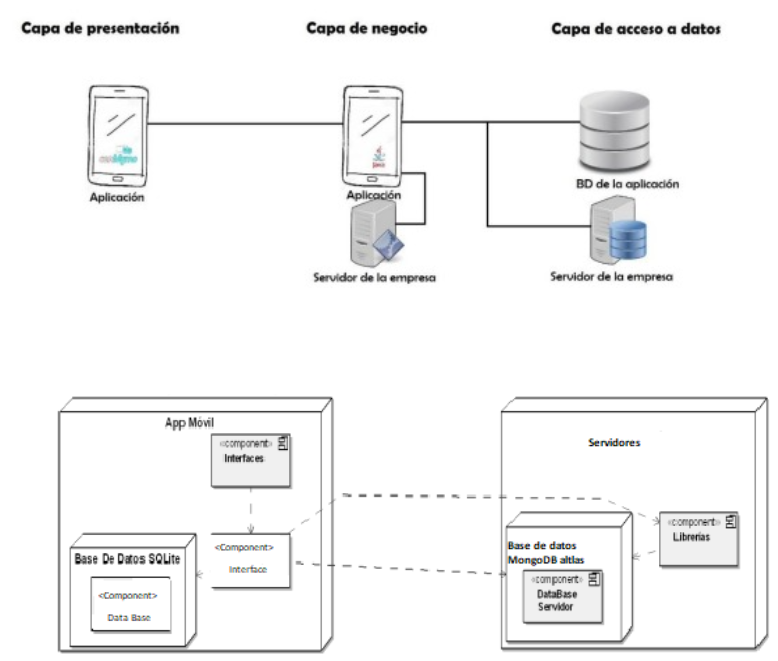 Capa de presentación
Capa de negocio
Capa de acceso a datos
Aplicación
Java
Aplicación
BD de la aplicación
Servidor de la empresa
Servidor de la empresa
App Móvil
«component»
Interfaces
<Component>
Interface
Base De Datos SQLite
<Component>
Data Base
Servidores
«component»
Librerias
Base de datos
MongoDB altlas
«component»
DataBase
Servidor